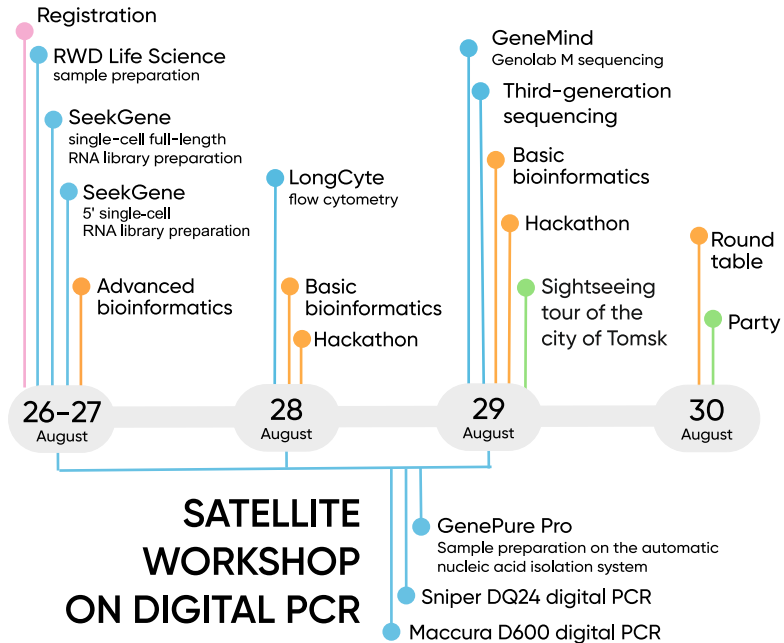 Registration
RWD Life Science
sample preparation
SeekGene
single-cell full-length
RNA library preparation
SeekGene
5' single-cell
RNA library preparation
Advanced
bioinformatics
LongCyte
flow cytometry
Basic
bioinformatics
Hackathon
GeneMind
Genolab M sequencing
Third-generation
sequencing
Basic
bioinformatics
Hackathon
Sightseeing
tour of the
city of Tomsk
Round
table
Party
26-27
August
28
August
29
August
30
August
SATELLITE
WORKSHOP
ON DIGITAL PCR
GenePure Pro
Sample preparation on the automatic
nucleic acid isolation system
Sniper DQ24 digital PCR
Maccura D600 digital PCR